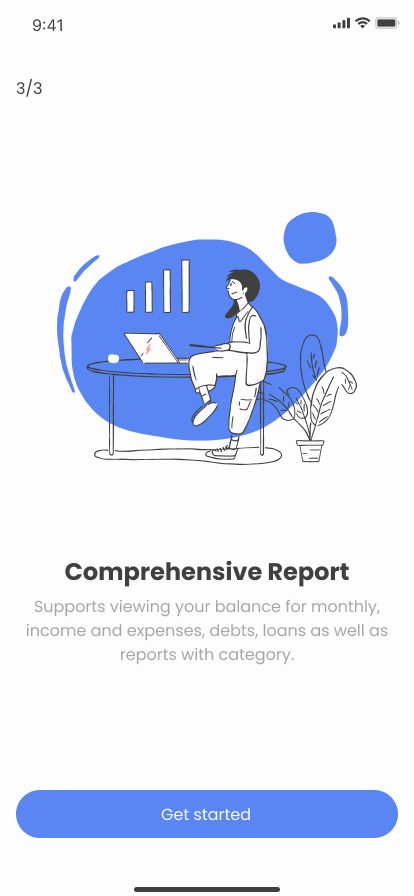 9:41
3/3
Comprehensive Report
Supports viewing your balance for monthly,
income and expenses, debts, loans as well as
reports with category.
Get started